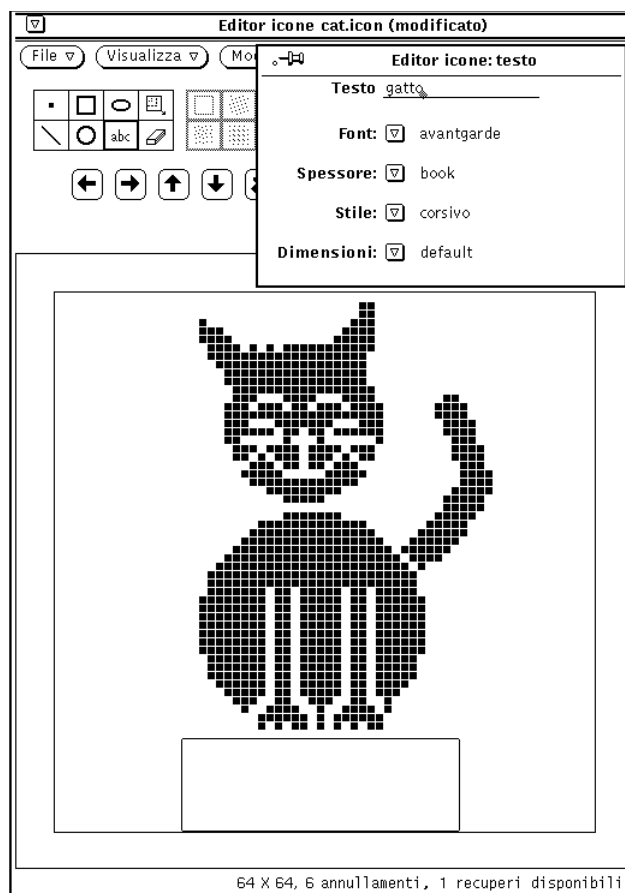 Editor icone cat.icon (modificato)
File Visualizza
Editor icone: testo
Testo gatto
Font: avantgarde
abc
Spessore: book
Stile: corsivo
Dimensioni: default
64 X 64, 6 annullamenti, 1 recuperi disponibili